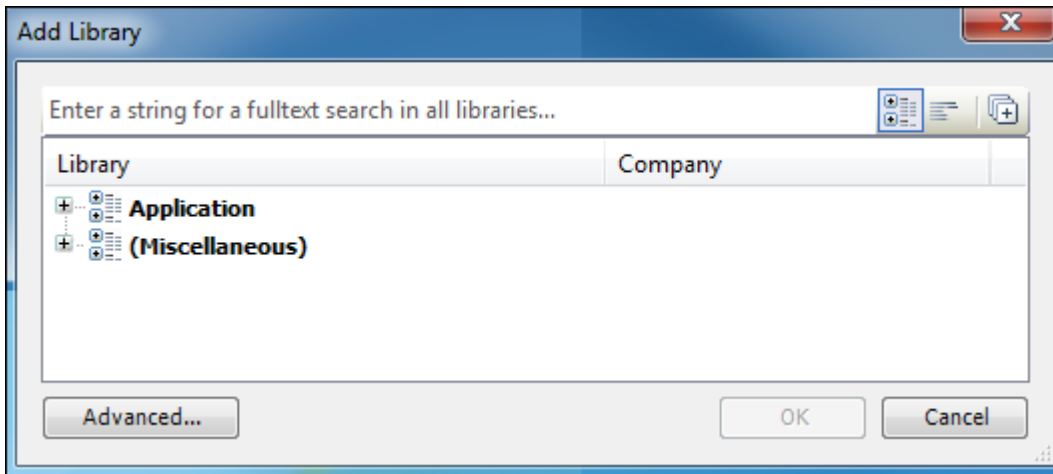 Add Library
Enter a string for a fulltext search in all libraries...
Library Company
Application
(Miscellaneous)
Advanced... OK Cancel